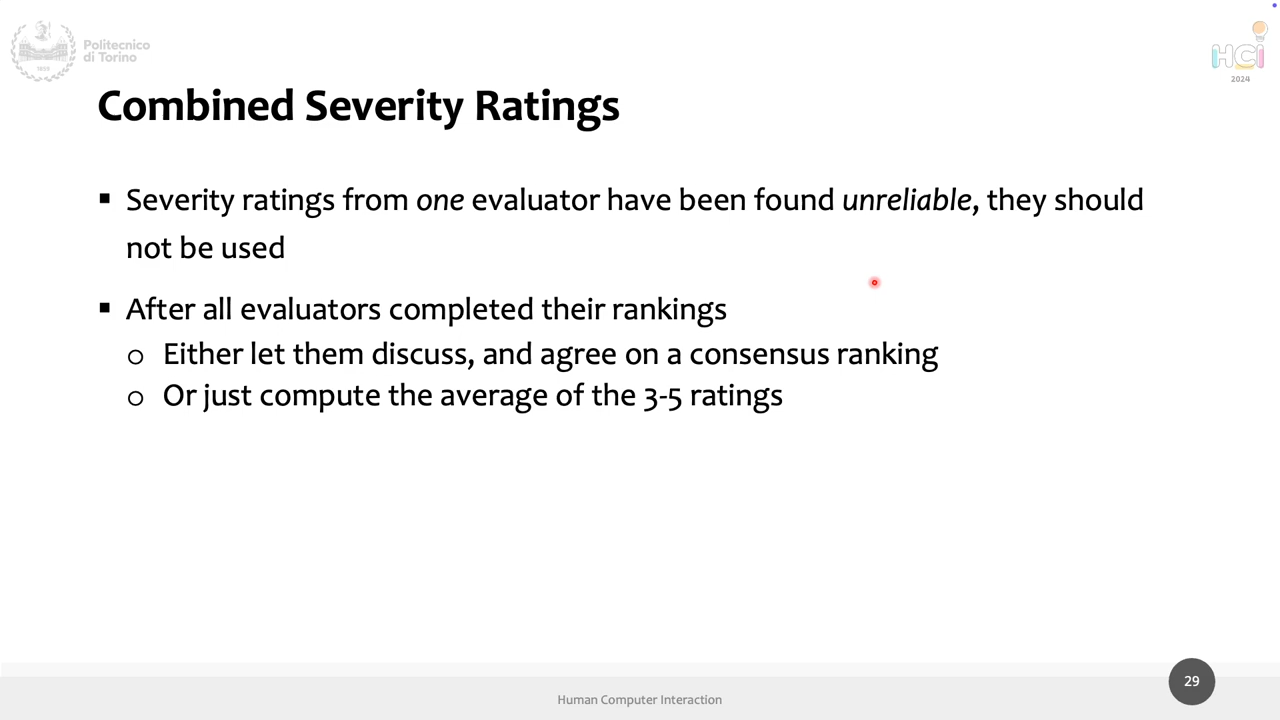 Politecnico
di Torino
1859
HCI
2024
Combined Severity Ratings
▪ Severity ratings from one evaluator have been found unreliable, they should
not be used
▪ After all evaluators completed their rankings
o Either let them discuss, and agree on a consensus ranking
o Or just compute the average of the 3-5 ratings
Human Computer Interaction
29